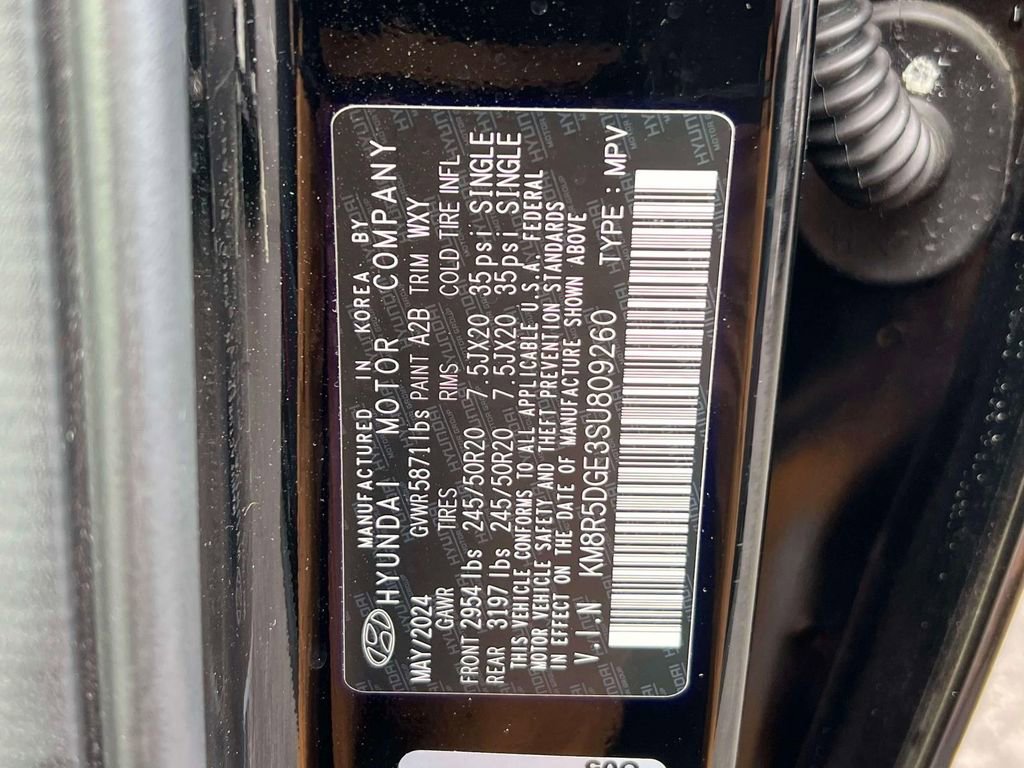 MANUFACTURED IN KOREA BY
HYUNDAI MOTOR COMPANY
MAY/2024 GVWR5871lbs PAINT A2B TRIM WXY
GAWR TIRES RIMS COLD TIRE INFL
FRONT 2954lbs 245/50R20 7.5JX20 35psi SINGLE
REAR 3197lbs 245/50R20 7.5JX20 35psi SINGLE
THIS VEHICLE CONFORMS TO ALL APPLICABLE U.S.A. FEDERAL
MOTOR VEHICLE SAFETY AND THEFT PREVENTION STANDARDS
IN EFFECT ON THE DATE OF MANUFACTURE SHOWN ABOVE
V.I.N KM8R5DGE3SU809260 TYPE : MPV